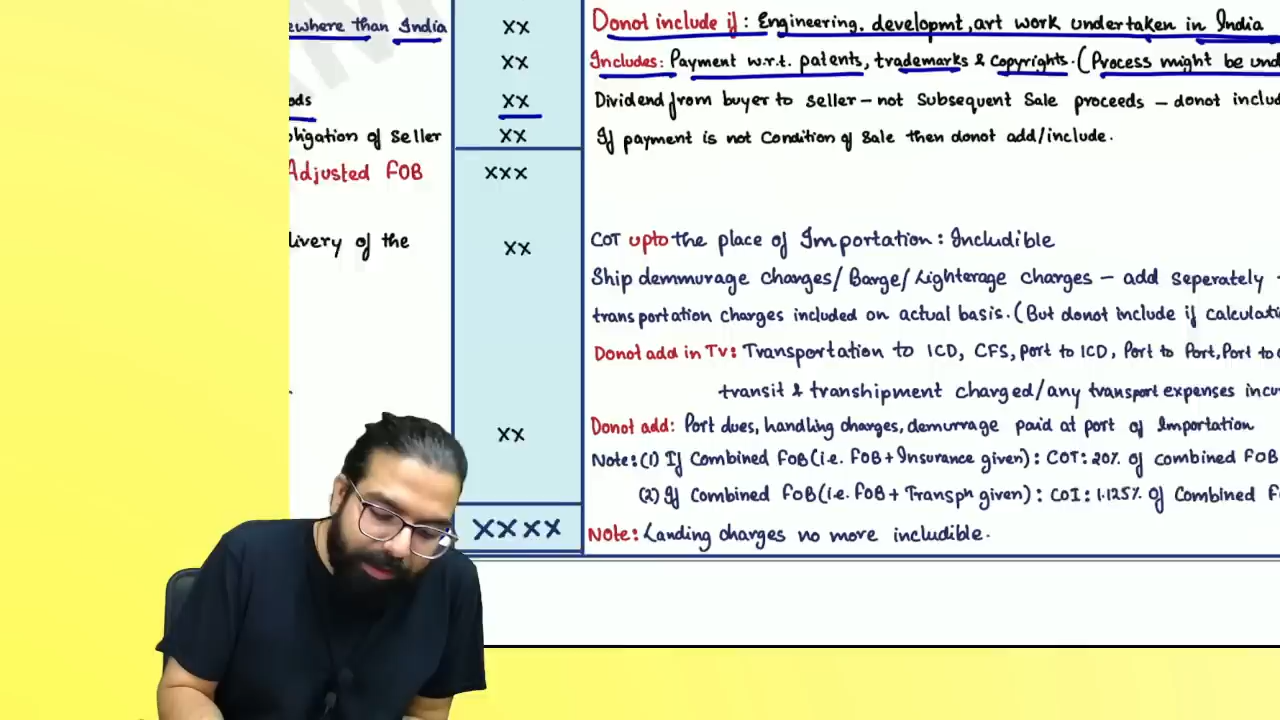 ewhere than India XX Donot include if: Engineering, developmt, art work undertaken in India
XX Includes: Payment w.r.t. patents, trademarks & copyrights. (Process might be und
ods XX Dividend from buyer to seller - not Subsequent Sale proceeds - donot includ
bligation of seller XX If payment is not Condition of Sale then donot add/include.
Adjusted FOB XXX
livery of the XX COT upto the place of Importation: Includible
Ship demmurage charges/Barge/Lighterage charges - add seperately -
transportation charges included on actual basis. (But donot include if calculati
Donot add in TV: Transportation to ICD, CFS, port to ICD, Port to Port, Port to
transit & transhipment charged/any transport expenses incu
XX Donot add: Port dues, handling charges, demurrage paid at port of Importation
Note: (1) If Combined FOB (i.e. FOB + Insurance given): COT: 20% of combined FOB
(2) If Combined FOB (i.e. FOB + Transpn given): COI: 1.125% of Combined F
XXXX Note: Landing charges no more includible.